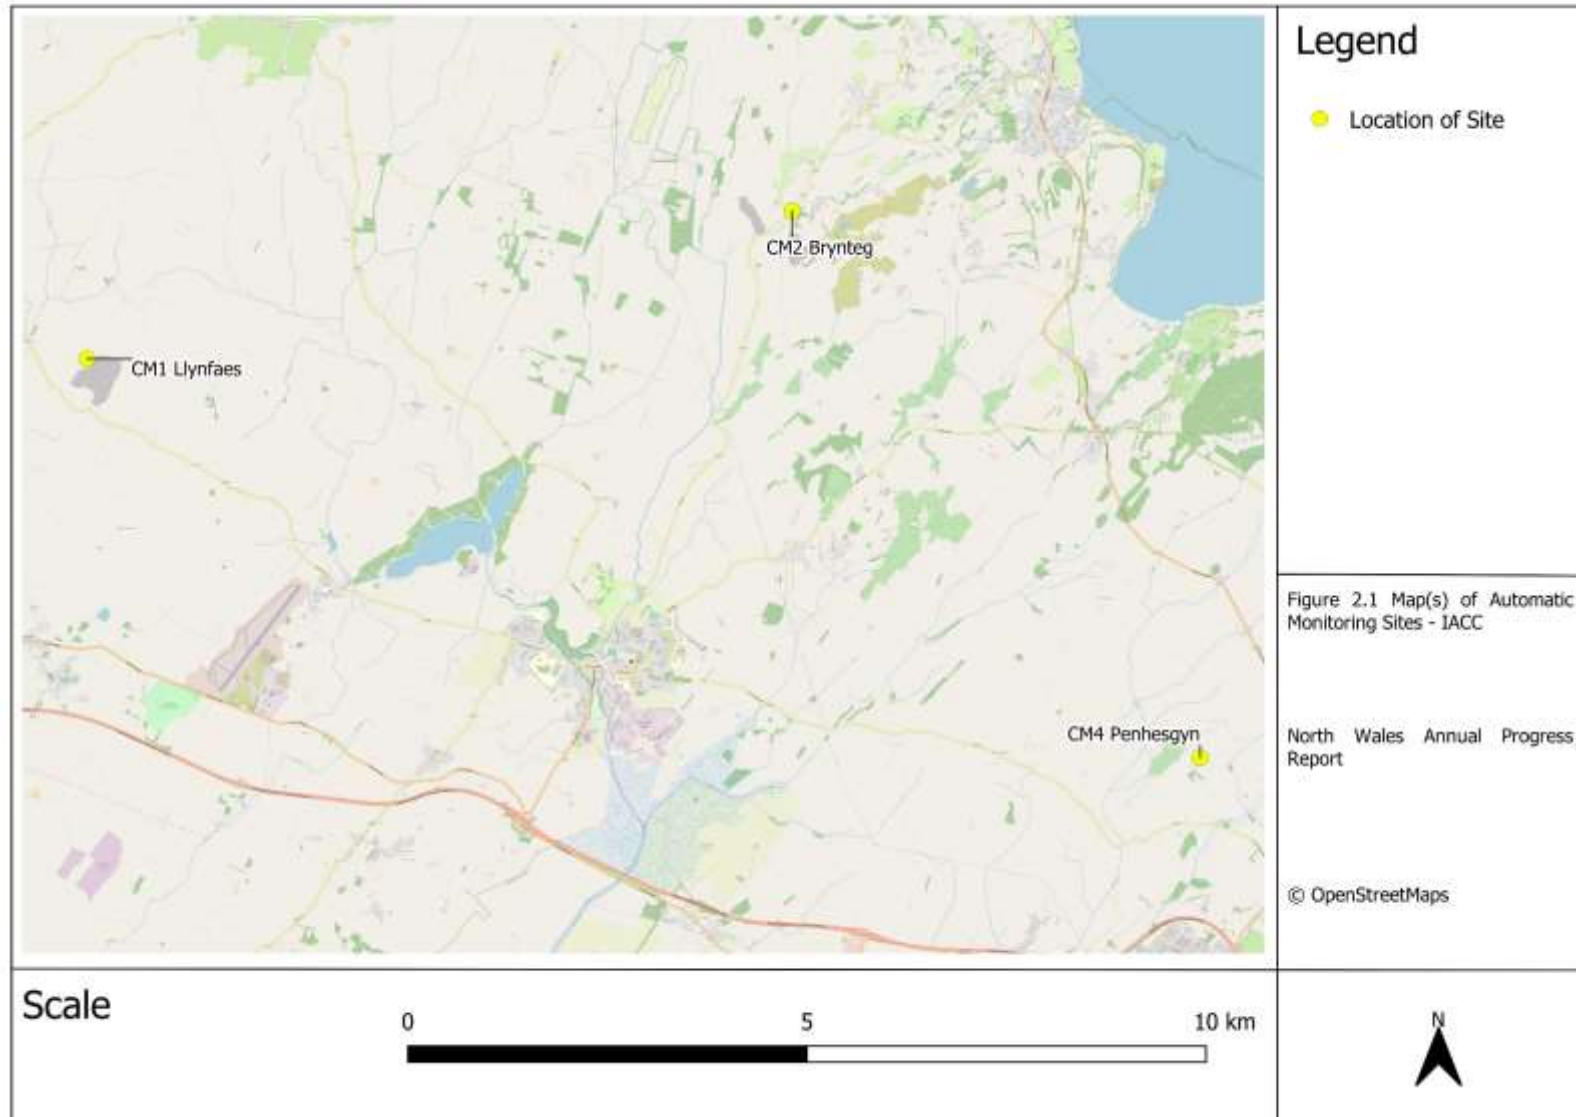 Legend
Location of Site
CM2 Brynteg
CM1 Llynfaes
CM4 Penhesgyn
Figure 2.1 Map(s) of Automatic
Monitoring Sites - IACC
North Wales Annual Progress
Report
© OpenStreetMaps
Scale
0 5 10 km
N